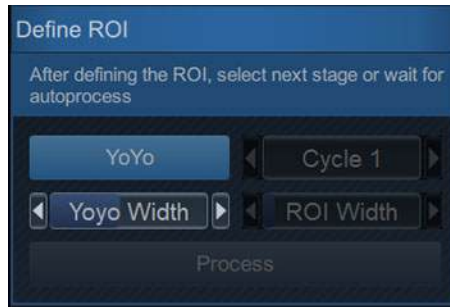 Define ROI
After defining the ROI, select next stage or wait for
autoprocess
YoYo
Cycle 1
Yoyo Width
ROI Width
Process